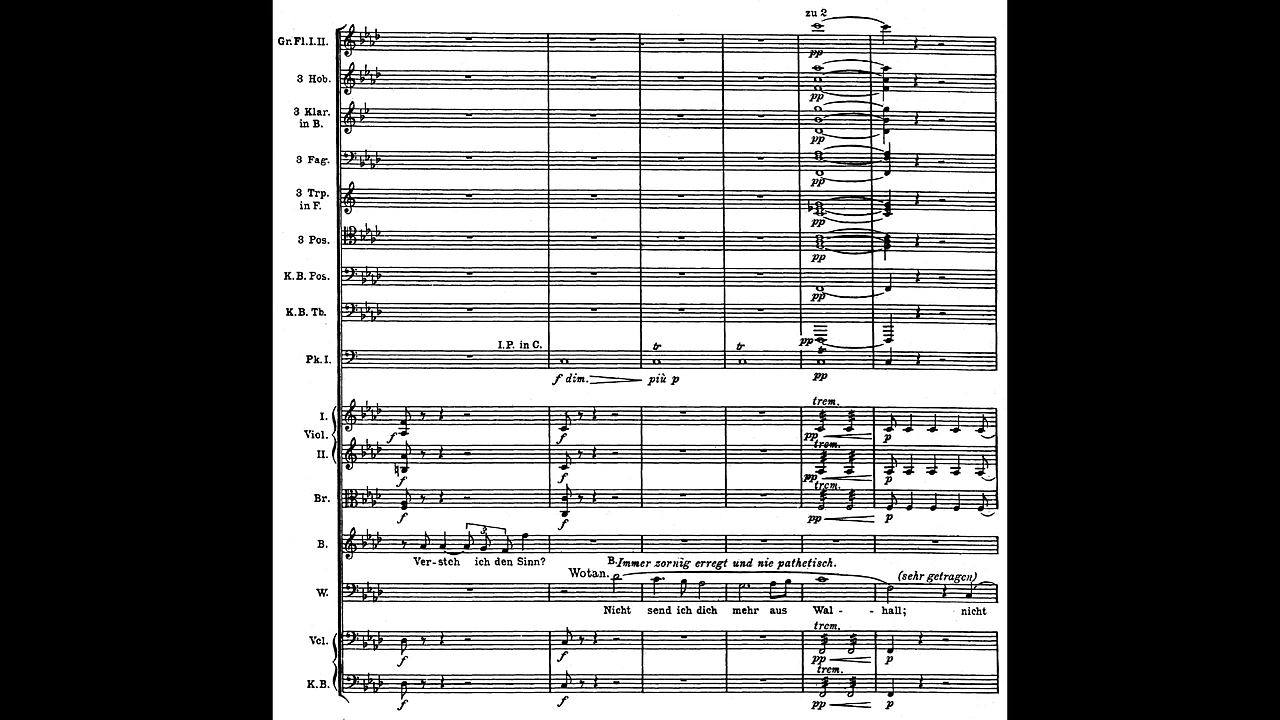 zu 2
Gr. Fl. I. II.
pp
3 Hob.
pp
3 Klar.
in B.
pp
3 Fag.
pp
3 Trp.
in F.
pp
3 Pos.
pp
K.B. Pos.
pp
K.B. Tb.
pp
I.P. in C.
tr tr tr
Pk. I.
f dim. più p pp
trem.
I.
f f pp p
Viol.
trem.
II.
f f pp p
trem.
Br.
f f pp p
3
B.
Ver-steh ich den Sinn?
B. Immer zornig erregt und nie pathetisch.
Wotan. (sehr getragen)
W.
Nicht send ich dich mehr aus Wal - - hall; nicht
trem.
Vcl.
f f pp p
trem.
K.B.
f f pp p